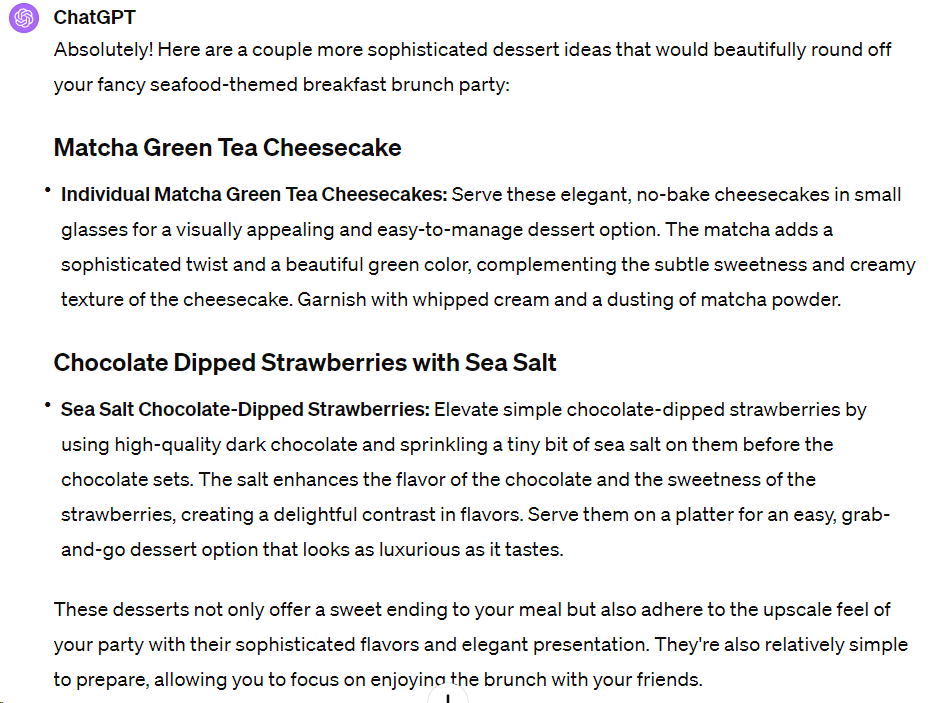 ChatGPT
Absolutely! Here are a couple more sophisticated dessert ideas that would beautifully round off
your fancy seafood-themed breakfast brunch party:
Matcha Green Tea Cheesecake
• Individual Matcha Green Tea Cheesecakes: Serve these elegant, no-bake cheesecakes in small
glasses for a visually appealing and easy-to-manage dessert option. The matcha adds a
sophisticated twist and a beautiful green color, complementing the subtle sweetness and creamy
texture of the cheesecake. Garnish with whipped cream and a dusting of matcha powder.
Chocolate Dipped Strawberries with Sea Salt
• Sea Salt Chocolate-Dipped Strawberries: Elevate simple chocolate-dipped strawberries by
using high-quality dark chocolate and sprinkling a tiny bit of sea salt on them before the
chocolate sets. The salt enhances the flavor of the chocolate and the sweetness of the
strawberries, creating a delightful contrast in flavors. Serve them on a platter for an easy, grab-
and-go dessert option that looks as luxurious as it tastes.
These desserts not only offer a sweet ending to your meal but also adhere to the upscale feel of
your party with their sophisticated flavors and elegant presentation. They're also relatively simple
to prepare, allowing you to focus on enjoying the brunch with your friends.